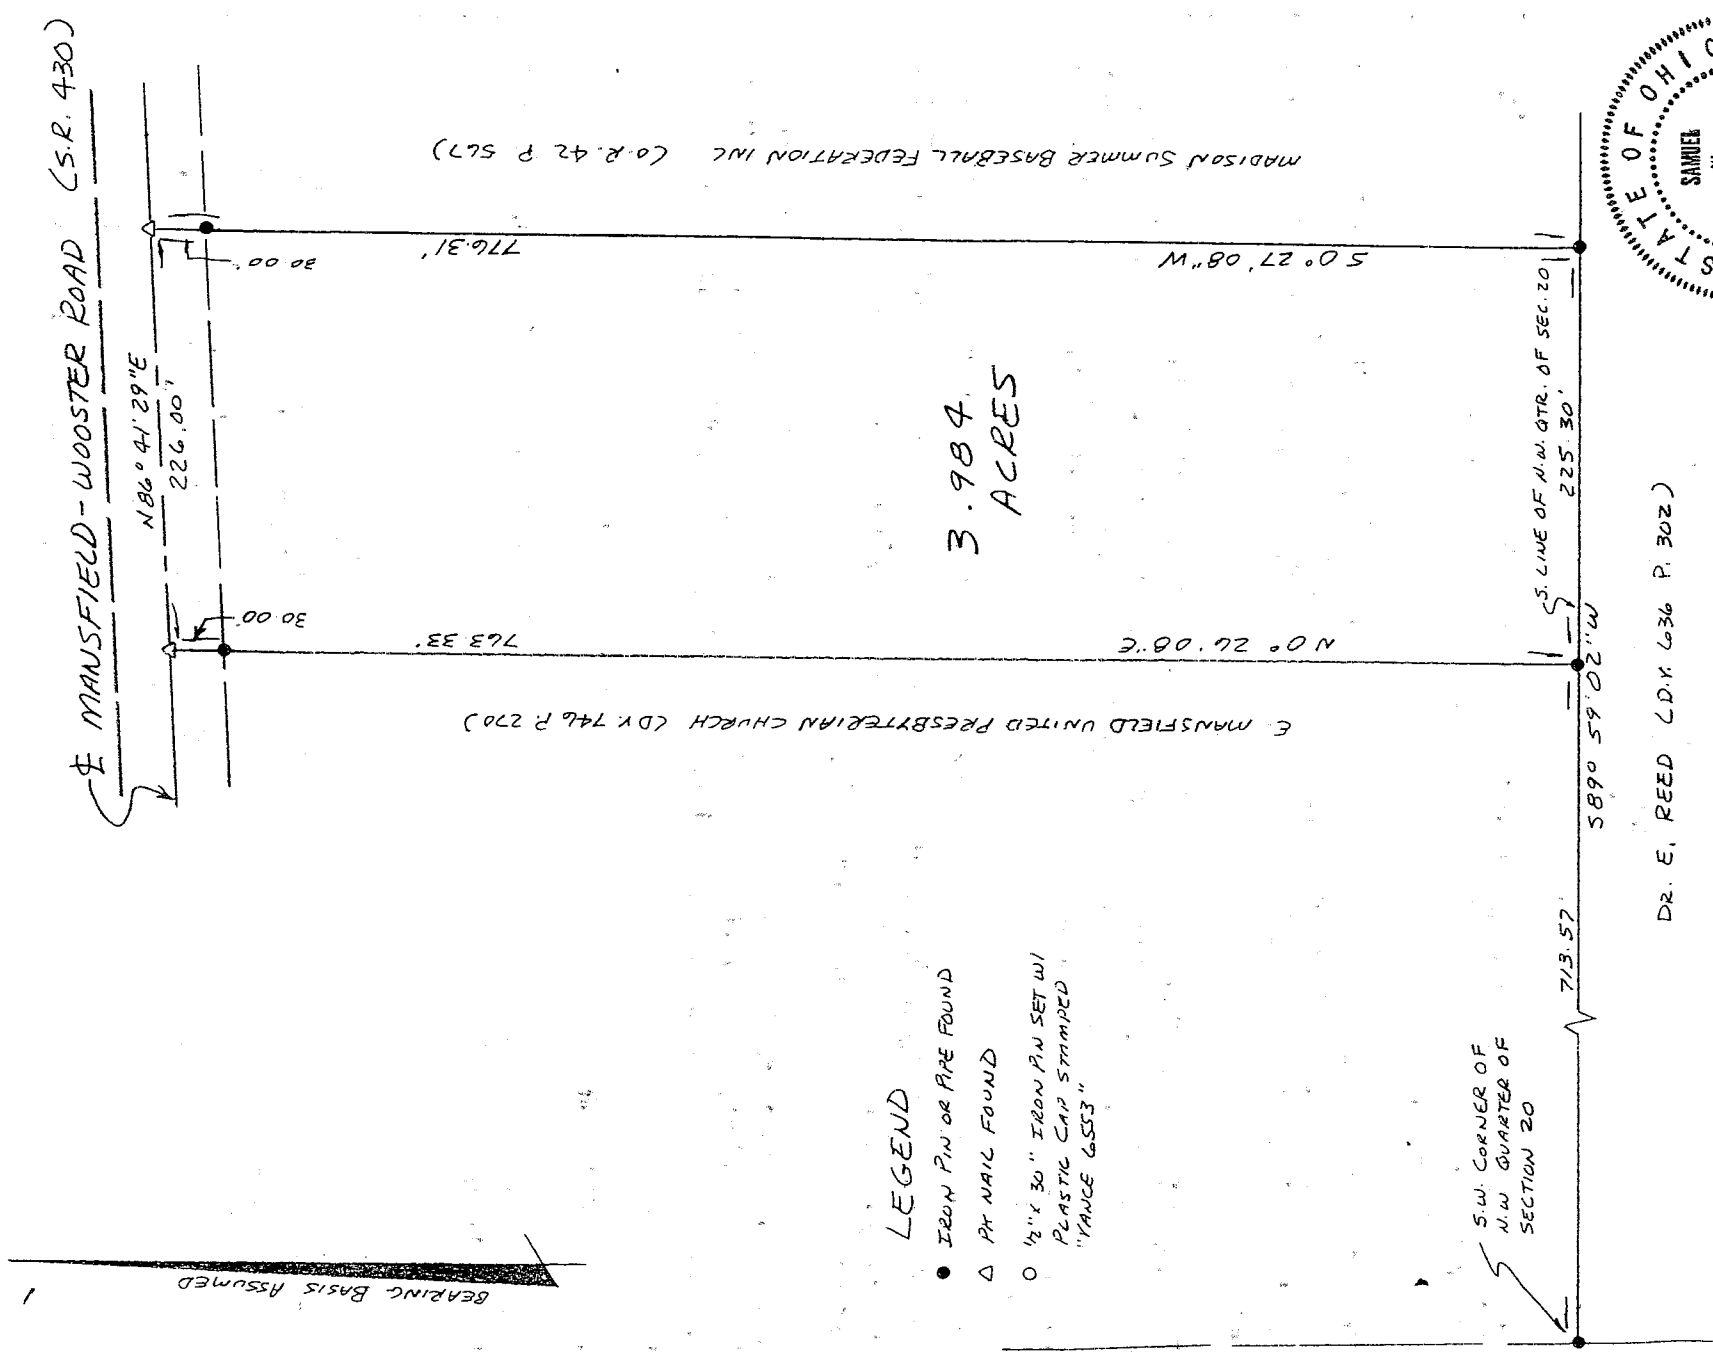 ℄ MANSFIELD-WOOSTER ROAD (S.R. 430)
N86° 41' 29"E
226.00'
30.00'
30.00'
MADISON SUMMER BASEBALL FEDERATION INC (O.R. 42 P 567)
776.31'
S 0° 27' 08" W
763.33'
N 0° 26' 08" E
E. MANSFIELD UNITED PRESBYTERIAN CHURCH (DV 746 P 270)
3.984
ACRES
S. LINE OF N.W. QTR. OF SEC. 20
225.30'
S89° 59' 02" W
713.57'
DR. E. REED (D.V. 636 P. 302)
S.W. CORNER OF
N.W QUARTER OF
SECTION 20
LEGEND
● IRON PIN OR PIPE FOUND
△ PK NAIL FOUND
○ 1/2" x 30" IRON PIN SET W/
PLASTIC CAP STAMPED
"VANCE 6553"
BEARING BASIS ASSUMED
STATE OF OHIO
SAMUEL